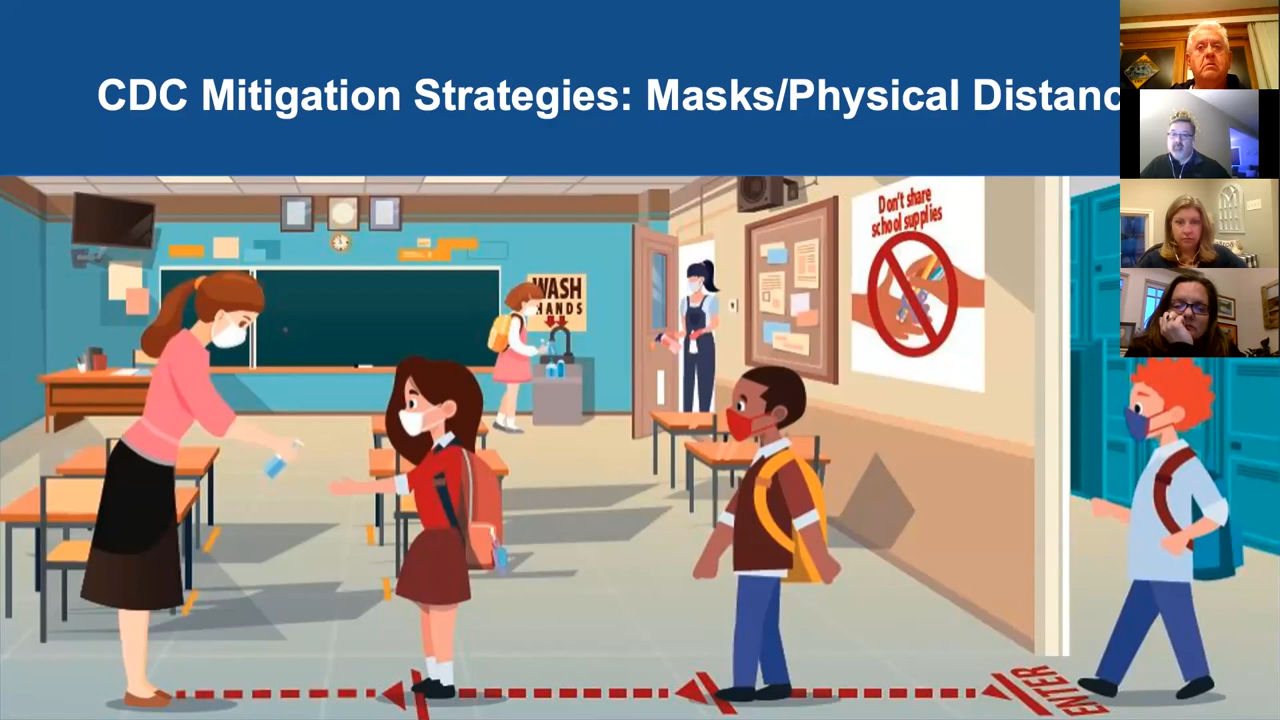 CDC Mitigation Strategies: Masks/Physical Distanc
Don't share
school supplies
WASH
HANDS
ENTER